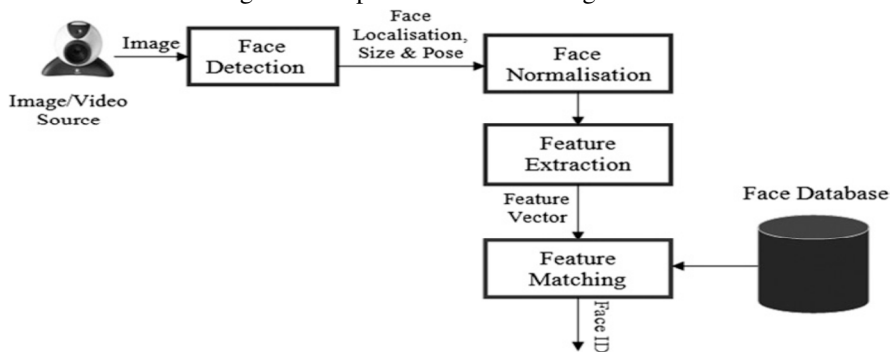 Image
Face
Detection
Face
Localisation,
Size & Pose
Face
Normalisation
Image/Video
Source
Feature
Extraction
Feature
Vector
Face Database
Feature
Matching
Face ID